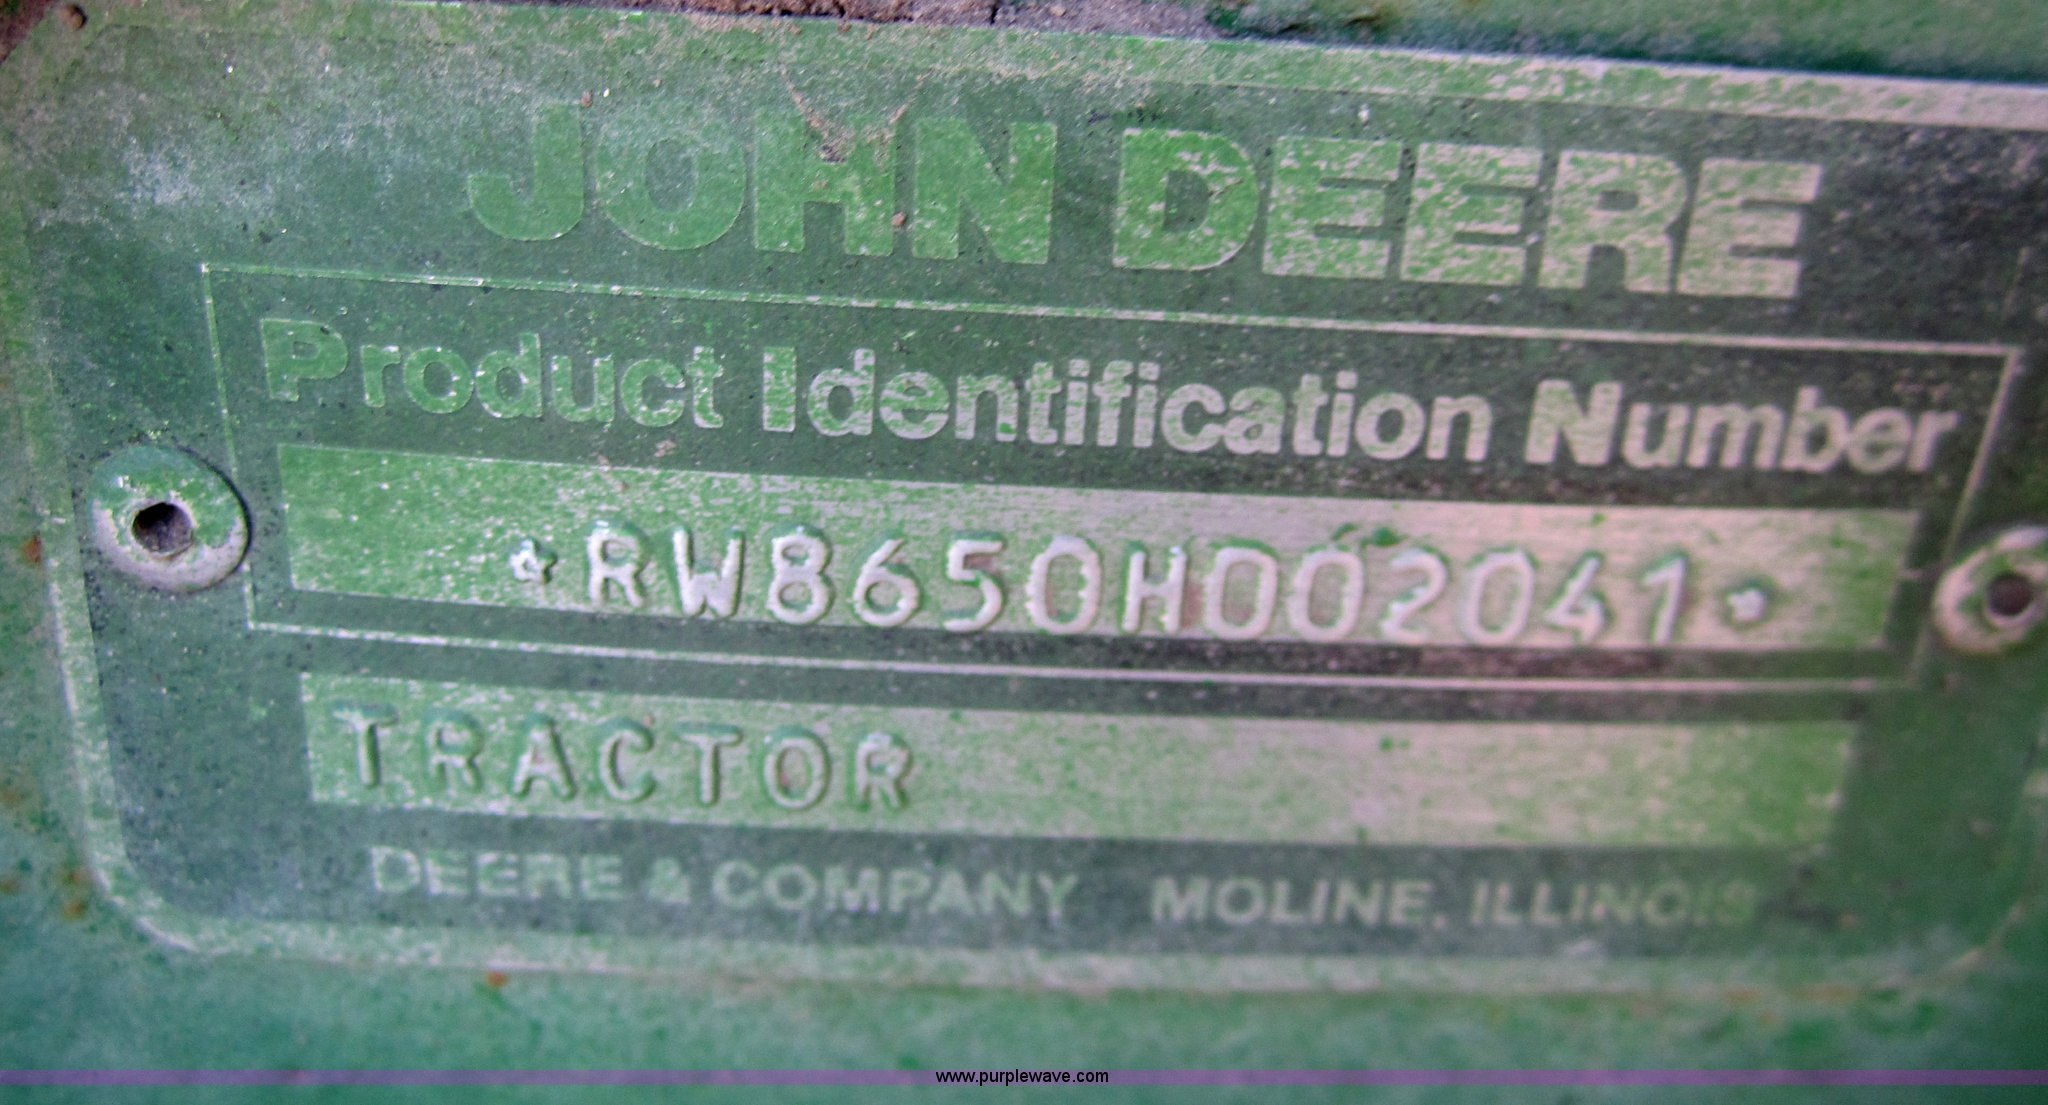 JOHN DEERE
Product Identification Number
*RW8650H002041*
TRACTOR
DEERE & COMPANY MOLINE, ILLINOIS
www.purplewave.com